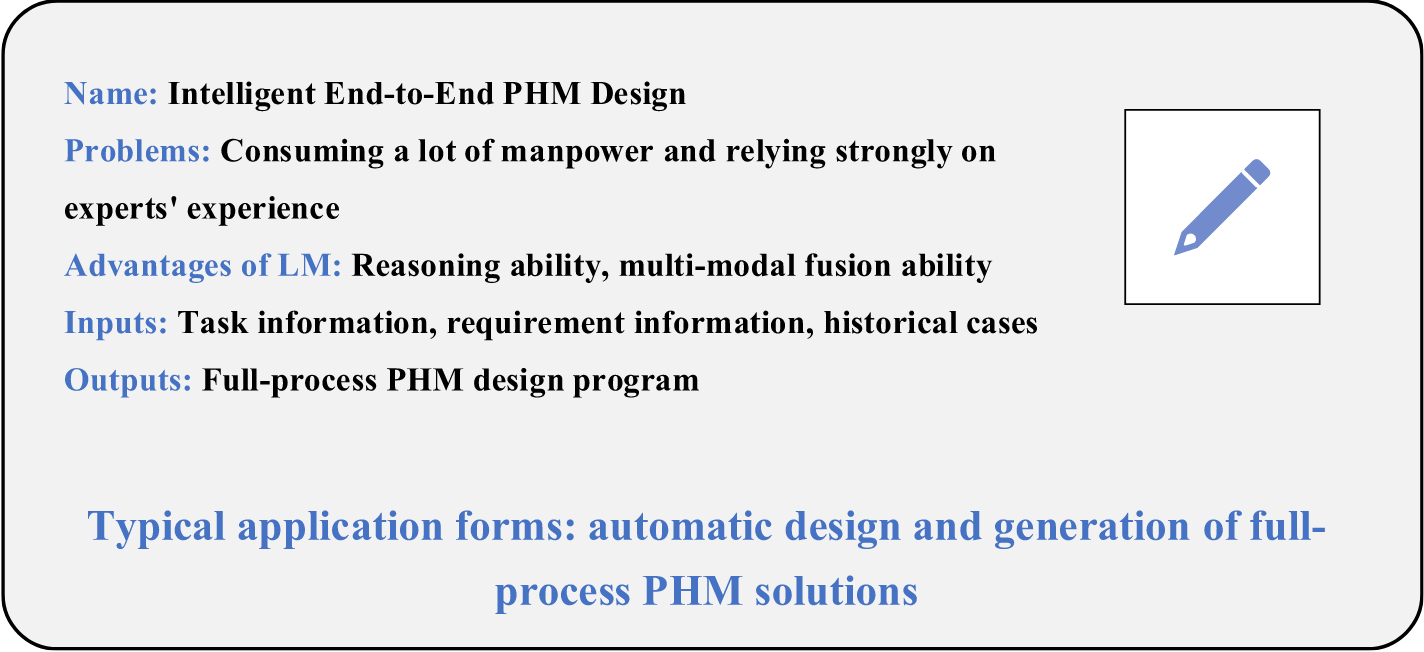 Name: Intelligent End-to-End PHM Design
Problems: Consuming a lot of manpower and relying strongly on
experts' experience
Advantages of LM: Reasoning ability, multi-modal fusion ability
Inputs: Task information, requirement information, historical cases
Outputs: Full-process PHM design program
Typical application forms: automatic design and generation of full-
process PHM solutions